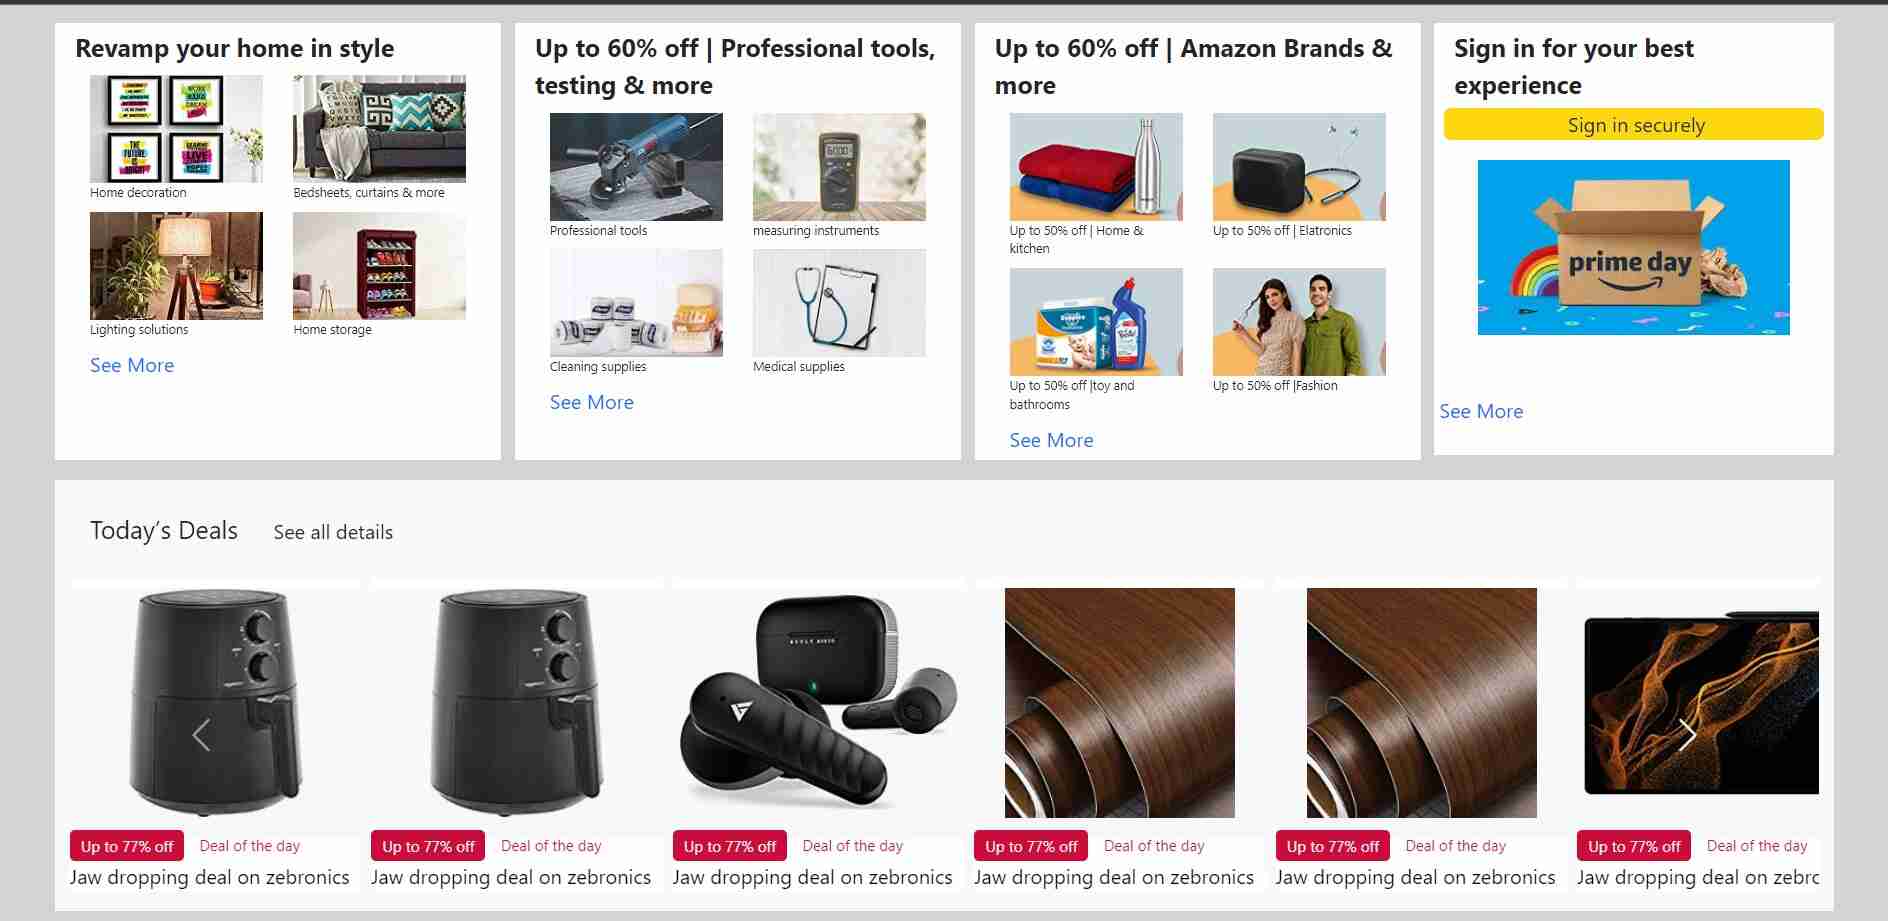 Revamp your home in style
Home decoration
Bedsheets, curtains & more
Lighting solutions
Home storage
See More
Up to 60% off | Professional tools,
testing & more
6000
Professional tools
measuring instruments
Cleaning supplies
Medical supplies
See More
Up to 60% off | Amazon Brands &
more
Up to 50% off | Home &
kitchen
Up to 50% off | Elatronics
Up to 50% off |toy and
bathrooms
Up to 50% off |Fashion
See More
Sign in for your best
experience
Sign in securely
prime day
See More
Today's Deals
See all details
Up to 77% off Deal of the day
Jaw dropping deal on zebronics
Up to 77% off Deal of the day
Jaw dropping deal on zebronics
Up to 77% off Deal of the day
Jaw dropping deal on zebronics
Up to 77% off Deal of the day
Jaw dropping deal on zebronics
Up to 77% off Deal of the day
Jaw dropping deal on zebronics
Up to 77% off Deal of the day
Jaw dropping deal on zebrc